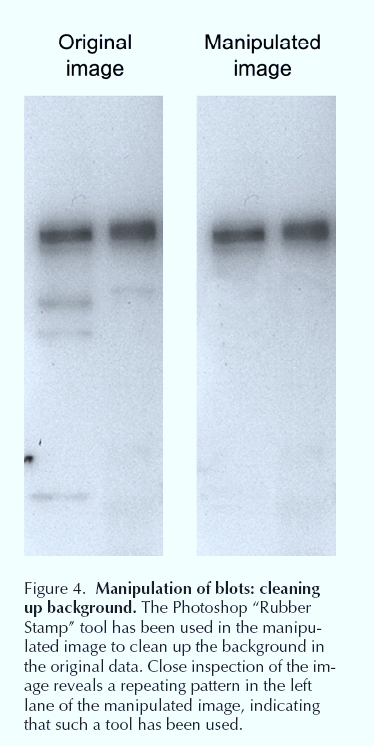 Original image
Manipulated image
Figure 4. Manipulation of blots: cleaning
up background. The Photoshop “Rubber
Stamp” tool has been used in the manipu-
lated image to clean up the background in
the original data. Close inspection of the im-
age reveals a repeating pattern in the left
lane of the manipulated image, indicating
that such a tool has been used.